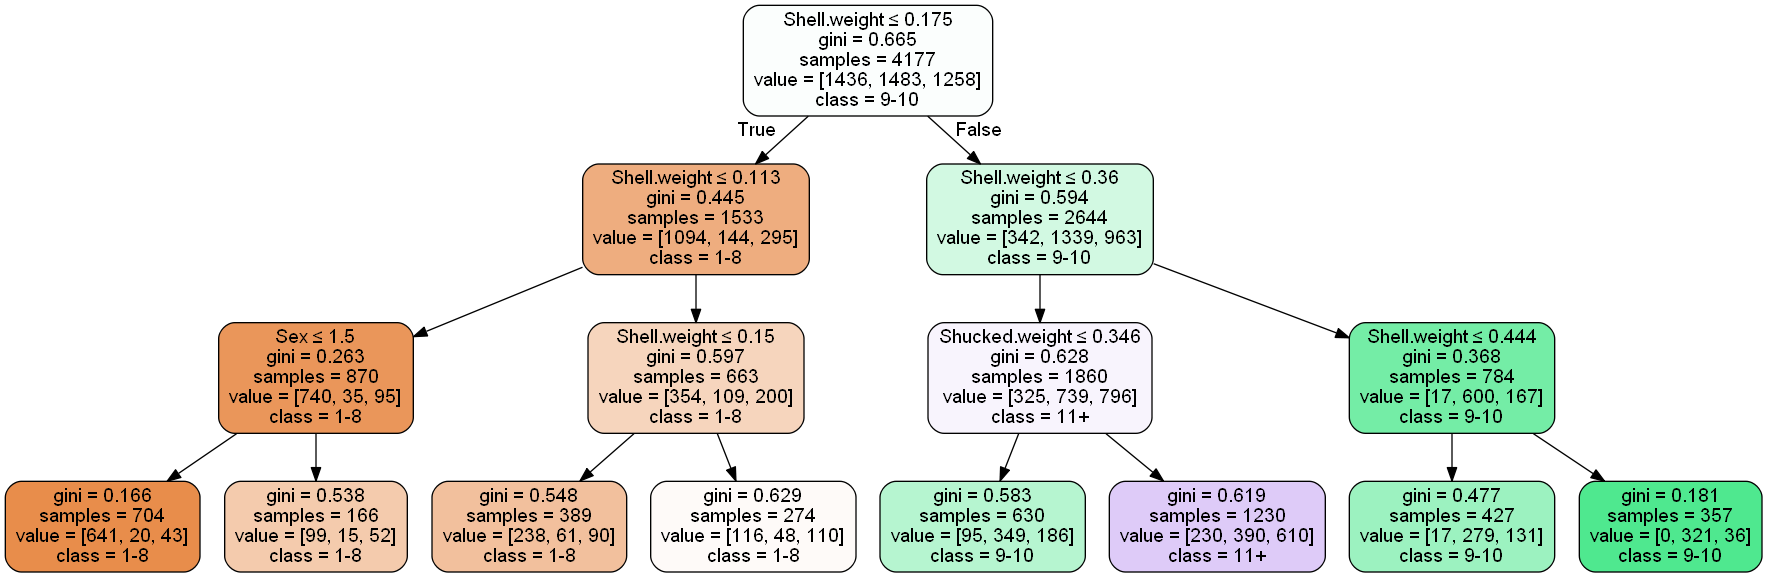 Shell.weight ≤ 0.175
gini = 0.665
samples = 4177
value = [1436, 1483, 1258]
class = 9-10
True
False
Shell.weight ≤ 0.113
gini = 0.445
samples = 1533
value = [1094, 144, 295]
class = 1-8
Shell.weight ≤ 0.36
gini = 0.594
samples = 2644
value = [342, 1339, 963]
class = 9-10
Sex ≤ 1.5
gini = 0.263
samples = 870
value = [740, 35, 95]
class = 1-8
Shell.weight ≤ 0.15
gini = 0.597
samples = 663
value = [354, 109, 200]
class = 1-8
Shucked.weight ≤ 0.346
gini = 0.628
samples = 1860
value = [325, 739, 796]
class = 11+
Shell.weight ≤ 0.444
gini = 0.368
samples = 784
value = [17, 600, 167]
class = 9-10
gini = 0.166
samples = 704
value = [641, 20, 43]
class = 1-8
gini = 0.538
samples = 166
value = [99, 15, 52]
class = 1-8
gini = 0.548
samples = 389
value = [238, 61, 90]
class = 1-8
gini = 0.629
samples = 274
value = [116, 48, 110]
class = 1-8
gini = 0.583
samples = 630
value = [95, 349, 186]
class = 9-10
gini = 0.619
samples = 1230
value = [230, 390, 610]
class = 11+
gini = 0.477
samples = 427
value = [17, 279, 131]
class = 9-10
gini = 0.181
samples = 357
value = [0, 321, 36]
class = 9-10